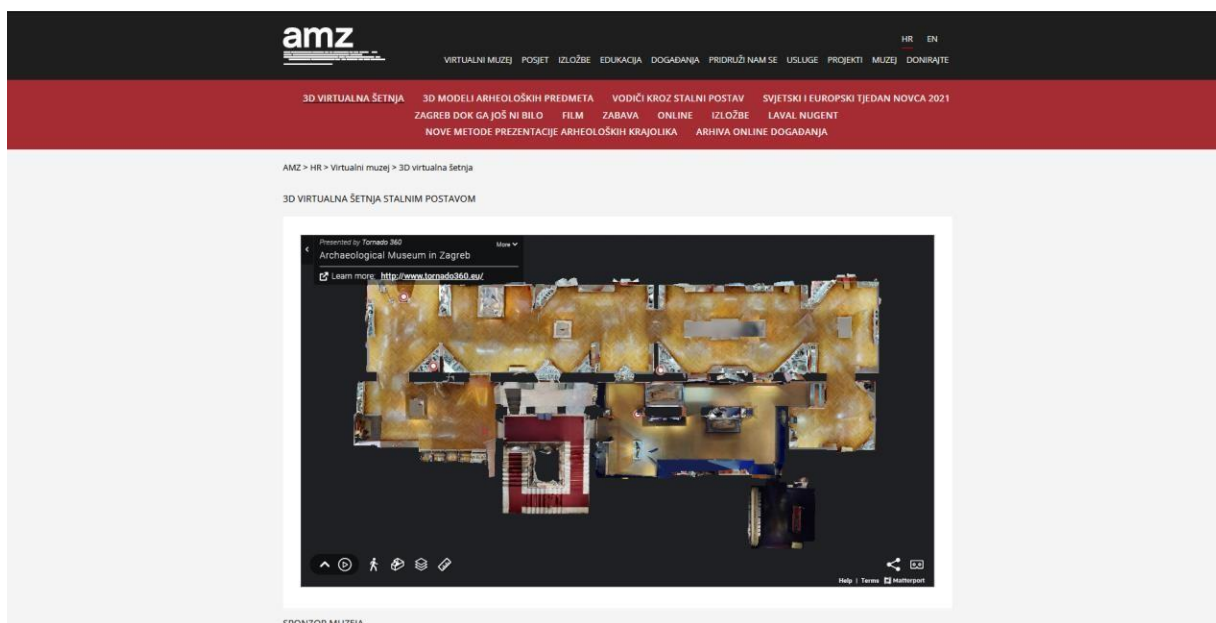 amz
HR EN
VIRTUALNI MUZEJ POSJET IZLOŽBE EDUKACIJA DOGAĐANJA PRIDRUŽI NAM SE USLUGE PROJEKTI MUZEJ DONIRAJTE
3D VIRTUALNA ŠETNJA 3D MODELI ARHEOLOŠKIH PREDMETA VODIČI KROZ STALNI POSTAV SVJETSKI I EUROPSKI TJEDAN NOVCA 2021
ZAGREB DOK GA JOŠ NI BILO FILM ZABAVA ONLINE IZLOŽBE LAVAL NUGENT
NOVE METODE PREZENTACIJE ARHEOLOŠKIH KRAJOLIKA ARHIVA ONLINE DOGAĐANJA
AMZ > HR > Virtualni muzej > 3D virtualna šetnja
3D VIRTUALNA ŠETNJA STALNIM POSTAVOM
Presented by Tornado 360 More
Archaeological Museum in Zagreb
Learn more: http://www.tornado360.eu/
Help | Terms Matterport
SPONZOR MUZEJA